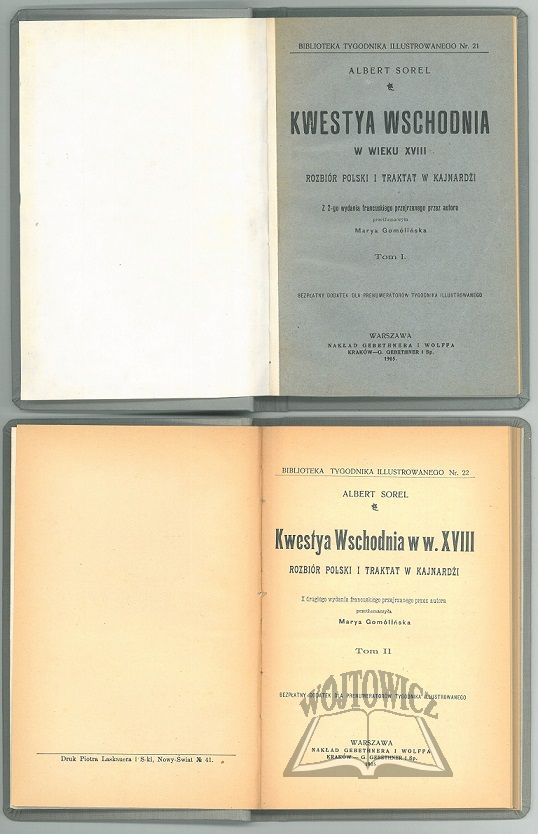 BIBLIOTEKA TYGODNIKA ILLUSTROWANEGO Nr. 21
ALBERT SOREL
KWESTYA WSCHODNIA
W WIEKU XVIII
ROZBIÓR POLSKI I TRAKTAT W KAJNARDŻI
Z 2-go wydania francuskiego przejrzanego przez autora
przetłumaczyła
Marya Gomólińska
Tom I.
BEZPŁATNY DODATEK DLA PRENUMERATORÓW TYGODNIKA ILLUSTROWANEGO
WARSZAWA
NAKŁAD GEBETHNERA I WOLFFA
KRAKÓW—G. GEBETHNER I Sp.
1905.
BIBLIOTEKA TYGODNIKA ILLUSTROWANEGO Nr. 22
ALBERT SOREL
Kwestya Wschodnia w w. XVIII
ROZBIÓR POLSKI I TRAKTAT W KAJNARDŻI
Z drugiego wydania francuskiego przejrzanego przez autora
przetłumaczyła
Marya Gomólińska
Tom II
BEZPŁATNY DODATEK DLA PRENUMERATORÓW TYGODNIKA ILLUSTROWANEGO
WÓJTOWICZ
WARSZAWA
NAKŁAD GEBETHNERA I WOLFFA
KRAKÓW — G. GEBETHNER I Sp.
1905
Druk Piotra Laskauera i S-ki, Nowy-Świat № 41.